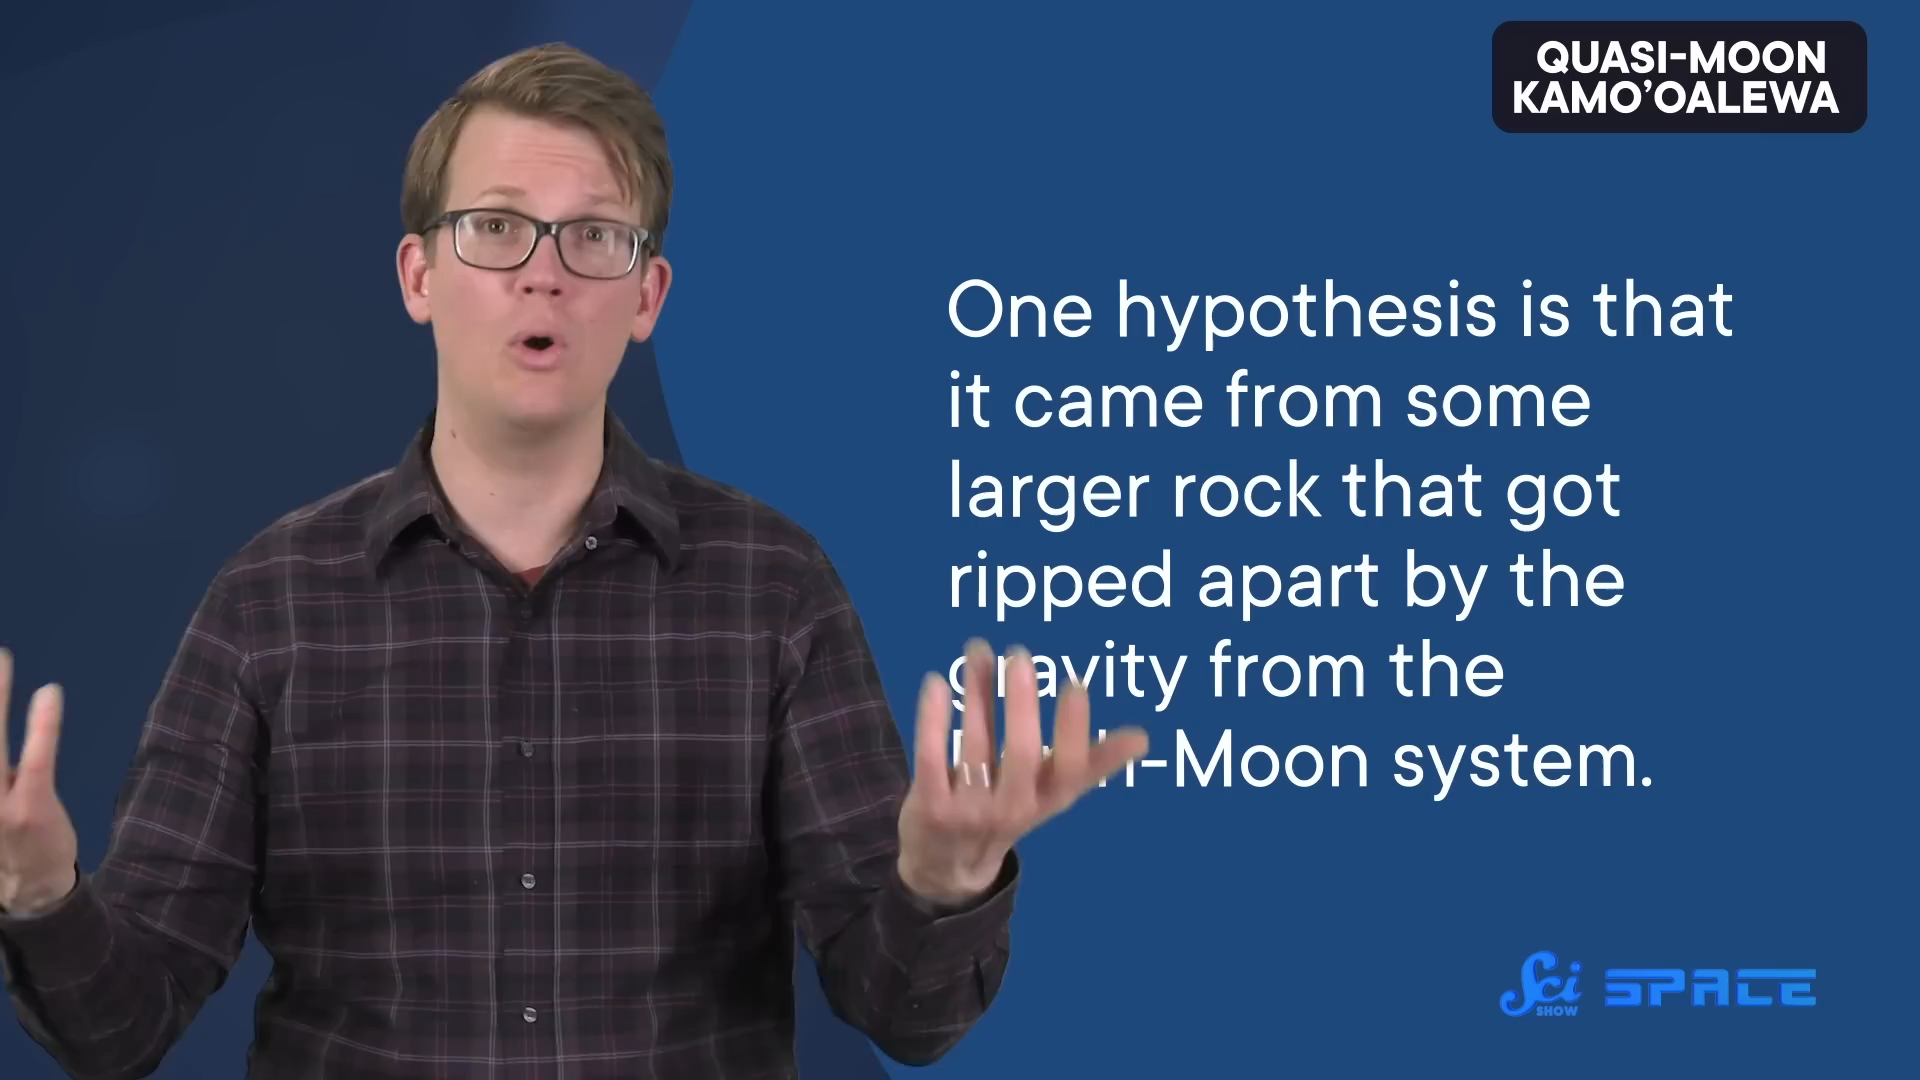 QUASI-MOON
KAMO'OALEWA
One hypothesis is that
it came from some
larger rock that got
ripped apart by the
gravity from the
-Moon system.
Sci SPACE
SHOW